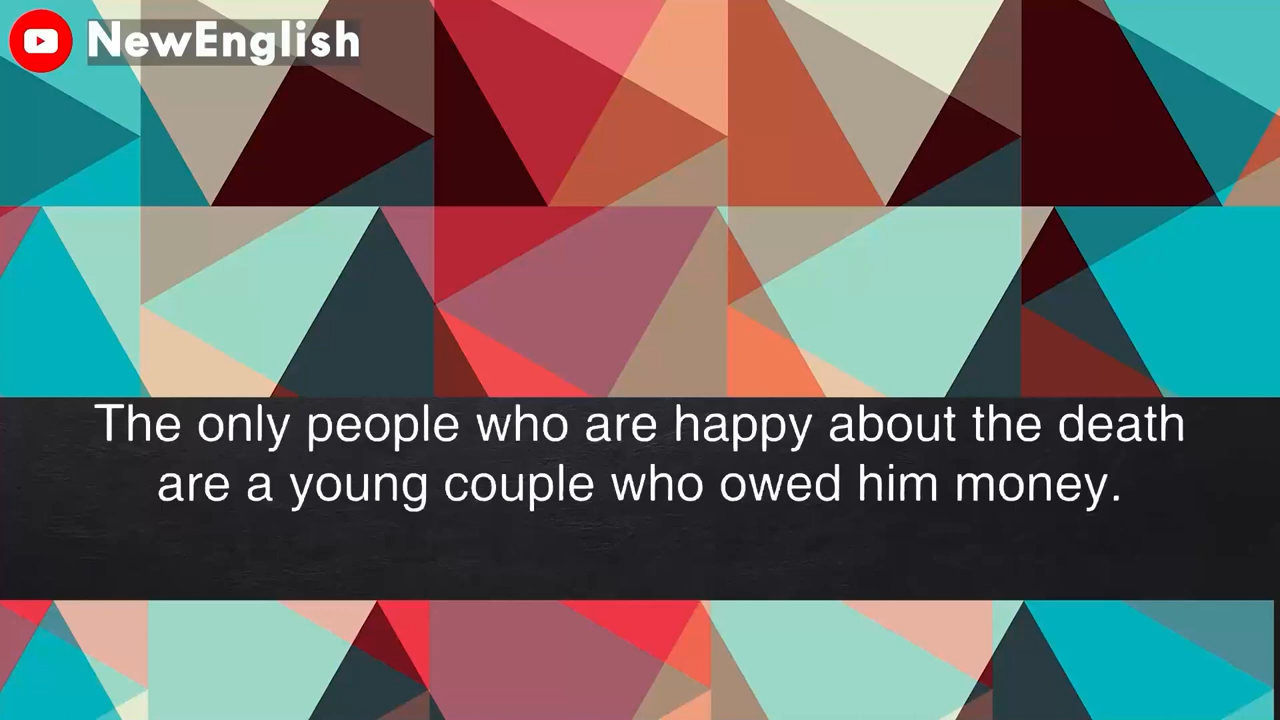 NewEnglish
The only people who are happy about the death
are a young couple who owed him money.